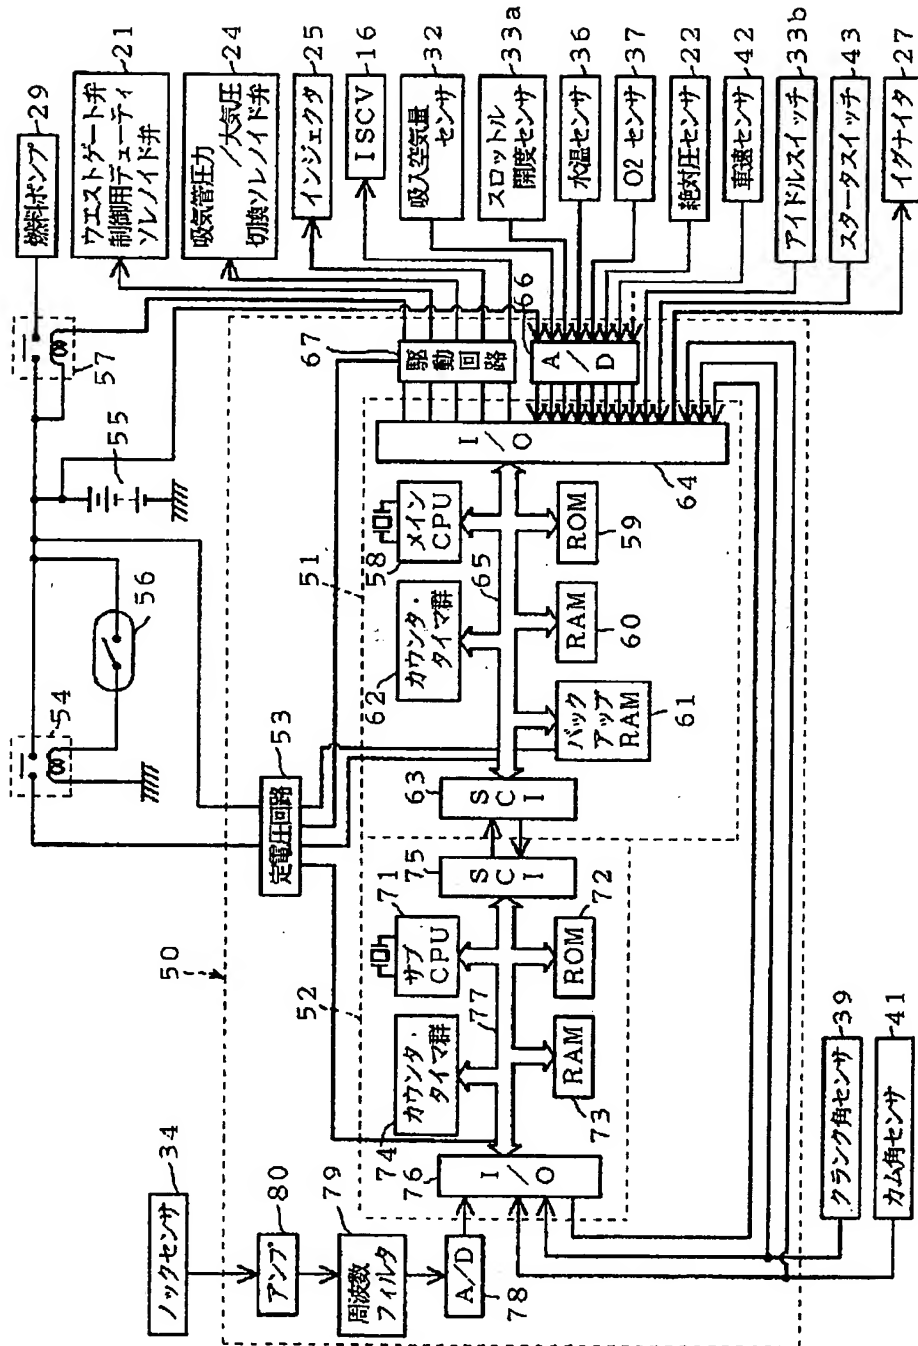 燃料ポンプ
29
ウエストゲート弁
制御用デューティ
ソレノイド弁
21
吸気管圧力
／大気圧
切換ソレノイド弁
24
インジェクタ
25
ISCV
16
吸入空気量
センサ
32
スロットル
開度センサ
33a
水温センサ
36
O2 センサ
37
絶対圧センサ
22
車速センサ
42
アイドルスイッチ
33b
スタータスイッチ
43
イグナイタ
27
57
55
56
54
67
駆動回路
66
A/D
I/O
64
51
58
メイン
CPU
65
ROM
59
62
カウンタ・
タイマ群
RAM
60
バック
アップ
RAM
61
63
SCI
53
定電圧回路
75
SCI
50
52
71
サブ
CPU
77
ROM
72
74
カウンタ・
タイマ群
RAM
73
76
I/O
ノックセンサ
34
アンプ
80
周波数
フィルタ
79
A/D
78
クランク角センサ
39
カム角センサ
41